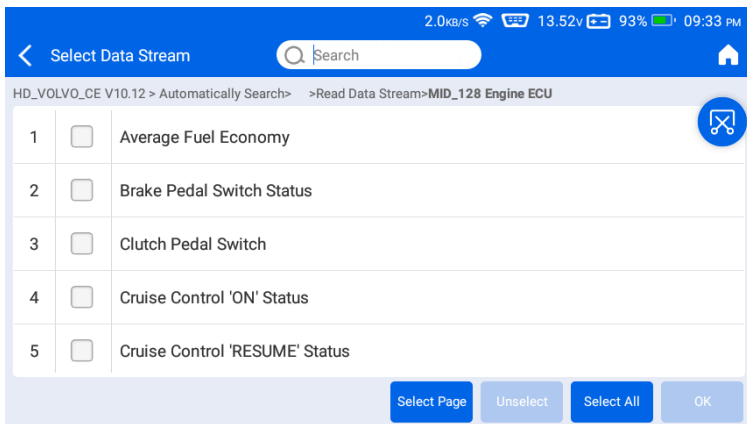 2.0KB/S 13.52V 93% 09:33 PM
Select Data Stream Search
HD_VOLVO_CE V10.12 > Automatically Search> >Read Data Stream>MID_128 Engine ECU
1 Average Fuel Economy
2 Brake Pedal Switch Status
3 Clutch Pedal Switch
4 Cruise Control 'ON' Status
5 Cruise Control 'RESUME' Status
Select Page Unselect Select All OK